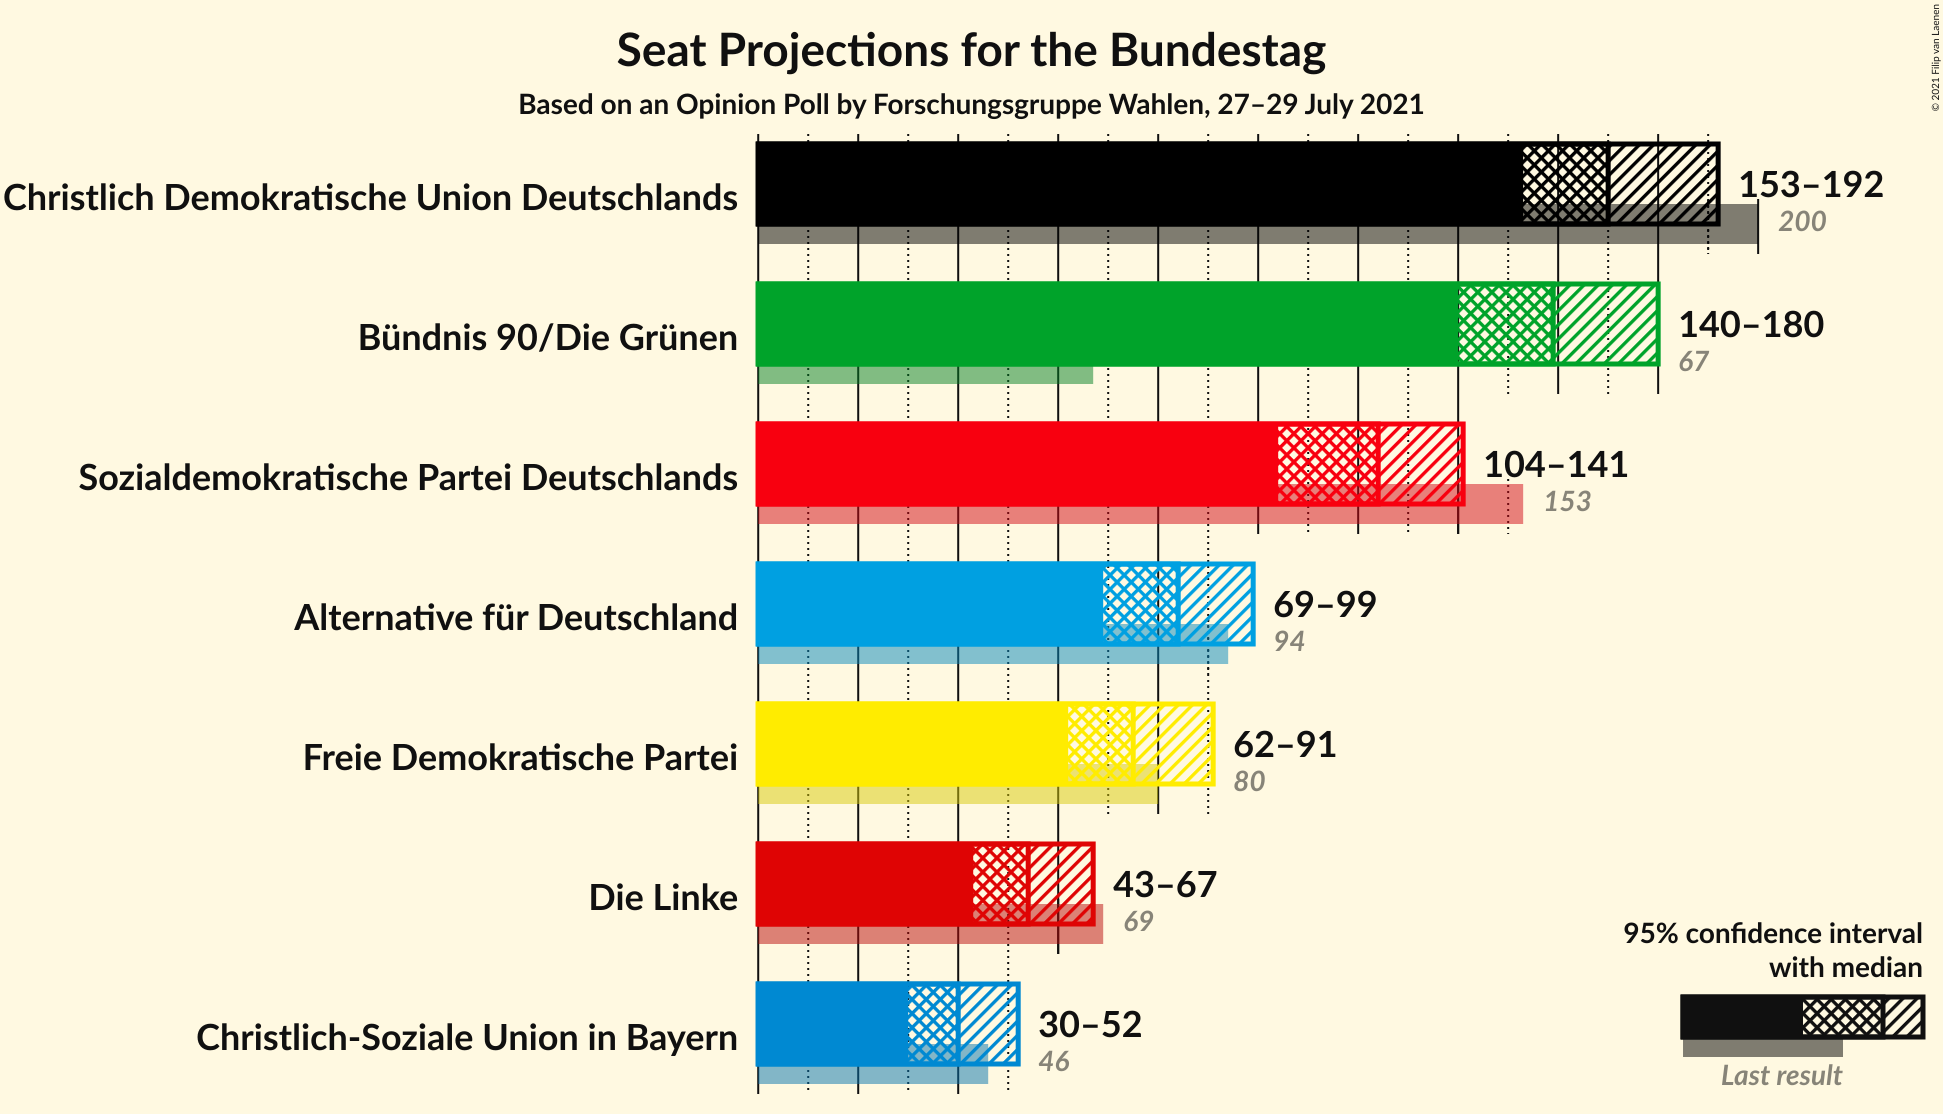 Seat Projections for the Bundestag
Based on an Opinion Poll by Forschungsgruppe Wahlen, 27–29 July 2021
© 2021 Filip van Laenen
Christlich Demokratische Union Deutschlands
153–192
200
Bündnis 90/Die Grünen
140–180
67
Sozialdemokratische Partei Deutschlands
104–141
153
Alternative für Deutschland
69–99
94
Freie Demokratische Partei
62–91
80
Die Linke
43–67
69
Christlich-Soziale Union in Bayern
30–52
46
95% confidence interval
with median
Last result